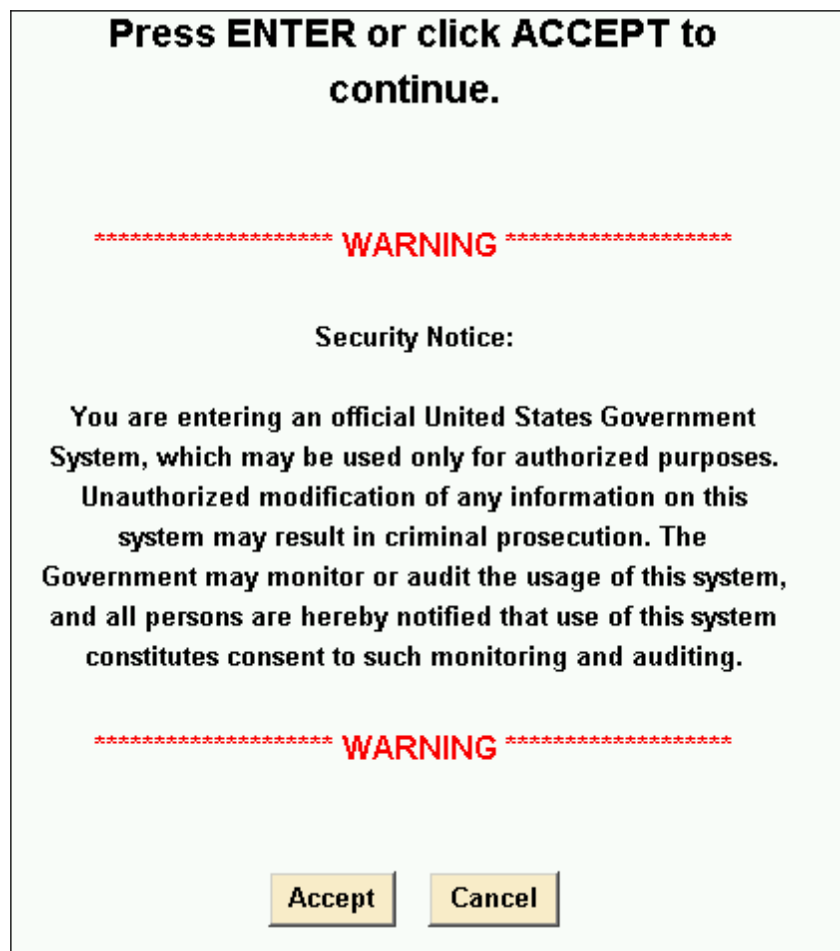 Press ENTER or click ACCEPT to
continue.
******************** WARNING *******************
Security Notice:
You are entering an official United States Government
System, which may be used only for authorized purposes.
Unauthorized modification of any information on this
system may result in criminal prosecution. The
Government may monitor or audit the usage of this system,
and all persons are hereby notified that use of this system
constitutes consent to such monitoring and auditing.
******************** WARNING *******************
Accept Cancel